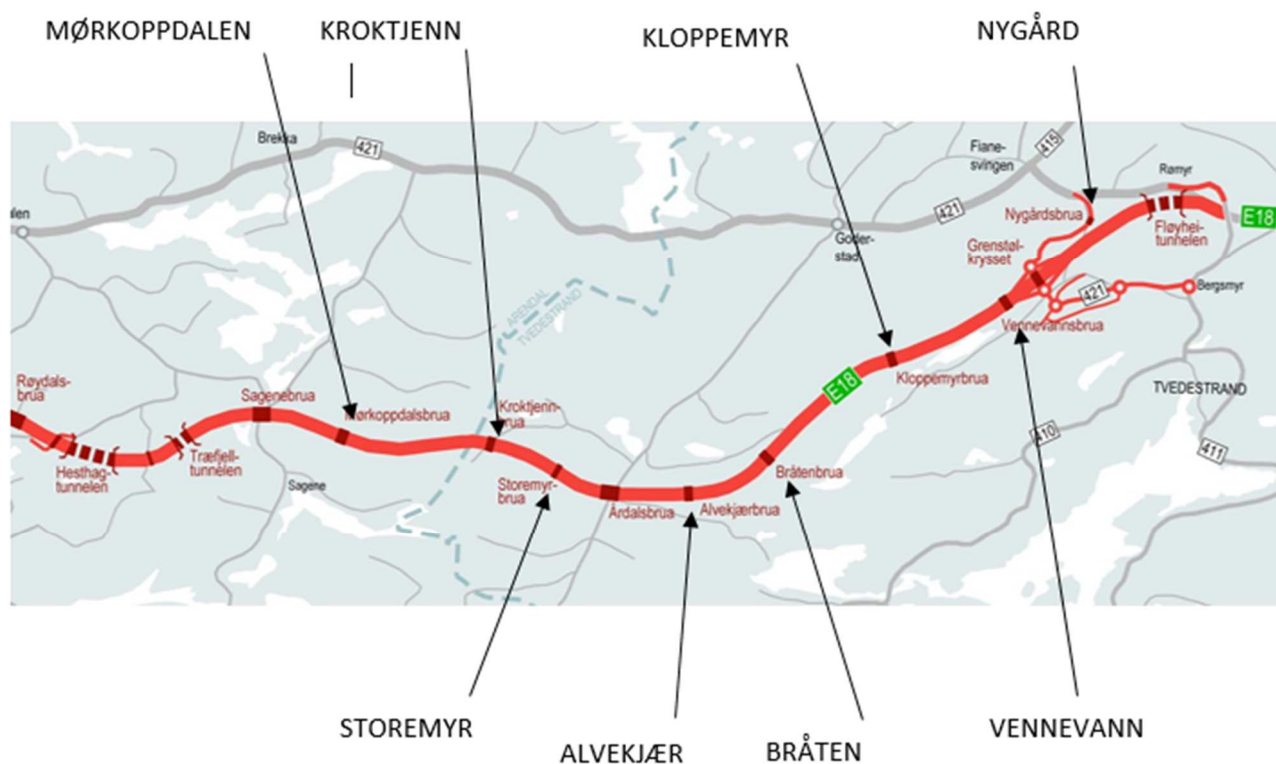 MØRKOPPDALEN
KROKTJENN
KLOPPEMYR
NYGÅRD
Brekka
421
415
Fiane-
svingen
Rømyr
421
Nygårdsbrua
E18
Goder-
stad
Grenstøl-
krysset
Fløyhei-
tunnelen
421
Bergsmyr
ARENDAL
TVEDESTRAND
Vennevannsbrua
E18
Kloppemyrbrua
TVEDESTRAND
Røydals-
brua
Sagenebrua
Mørkoppdalsbrua
Kroktjenn-
brua
410
411
Hesthag-
tunnelen
Træfjell-
tunnelen
Sagene
Storemyr-
brua
Bråtenbrua
Årdalsbrua
Alvekjærbrua
STOREMYR
ALVEKJÆR
BRÅTEN
VENNEVANN